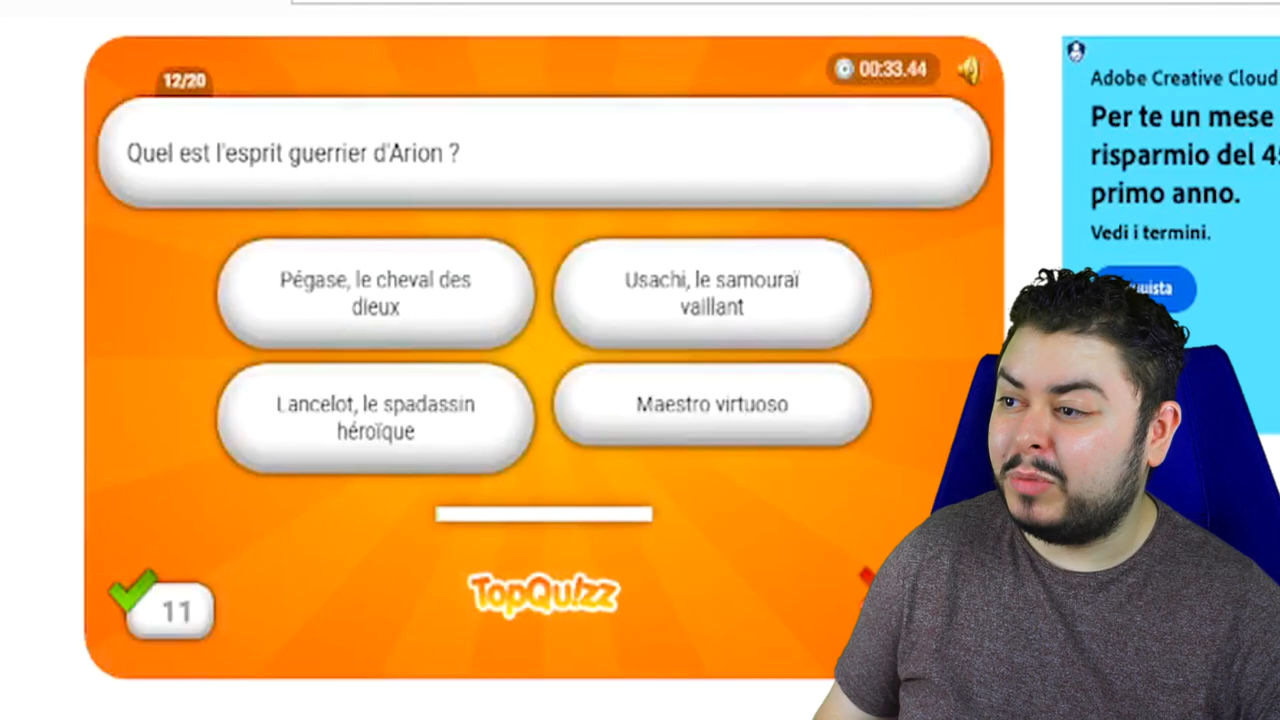 12/20
00:33.44
Quel est l'esprit guerrier d'Arion ?
Pégase, le cheval des
dieux
Usachi, le samouraï
vaillant
Lancelot, le spadassin
héroïque
Maestro virtuoso
11
TopQuizz
Adobe Creative Cloud
Per te un mese
risparmio del 45
primo anno.
Vedi i termini.